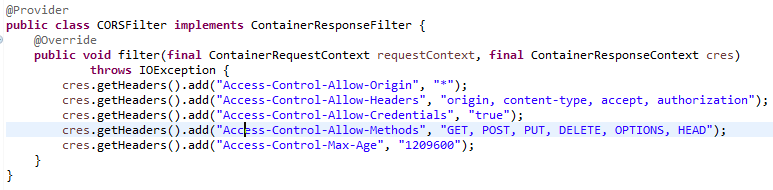 @Provider
public class CORSFilter implements ContainerResponseFilter {
@Override
public void filter(final ContainerRequestContext requestContext, final ContainerResponseContext cres)
throws IOException {
cres.getHeaders().add("Access-Control-Allow-Origin", "*");
cres.getHeaders().add("Access-Control-Allow-Headers", "origin, content-type, accept, authorization");
cres.getHeaders().add("Access-Control-Allow-Credentials", "true");
cres.getHeaders().add("Access-Control-Allow-Methods", "GET, POST, PUT, DELETE, OPTIONS, HEAD");
cres.getHeaders().add("Access-Control-Max-Age", "1209600");
}
}